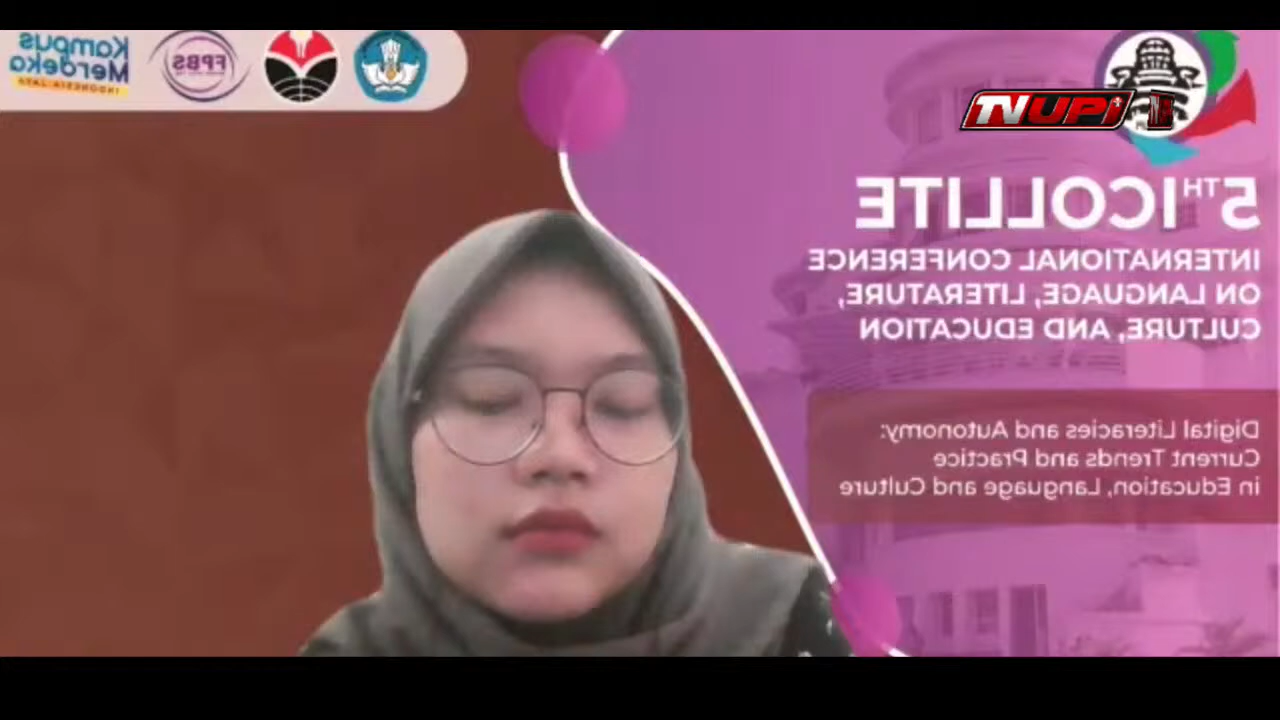 Kampus
Merdeka
INDONESIA JAYA
FPBS
TVUPI
5TH ICOLLITE
INTERNATIONAL CONFERENCE
ON LANGUAGE, LITERATURE,
CULTURE, AND EDUCATION
Digital Literacies and Autonomy:
Current Trends and Practice
in Education, Language and Culture